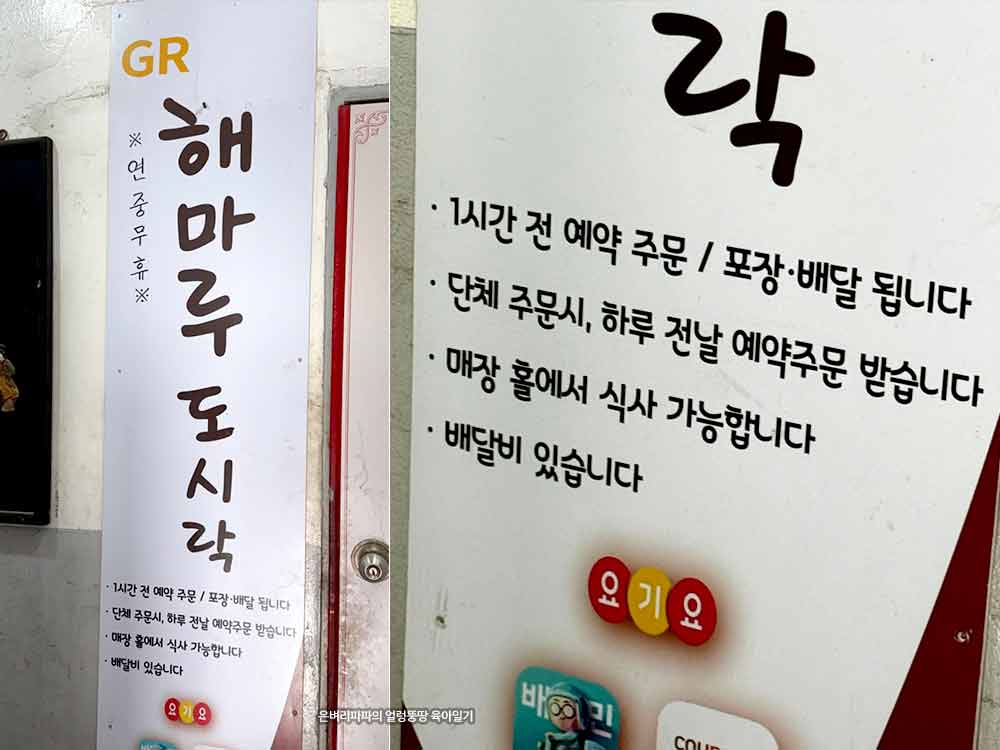 GR
해마루도시락
※연중무휴※
· 1시간 전 예약 주문 / 포장·배달 됩니다
· 단체 주문시, 하루 전날 예약주문 받습니다
· 매장 홀에서 식사 가능합니다
· 배달비 있습니다
요기요
은벼리파파의 얼렁뚱땅 육아일기
락
· 1시간 전 예약 주문 / 포장·배달 됩니다
· 단체 주문시, 하루 전날 예약주문 받습니다
· 매장 홀에서 식사 가능합니다
· 배달비 있습니다
요기요
배 민